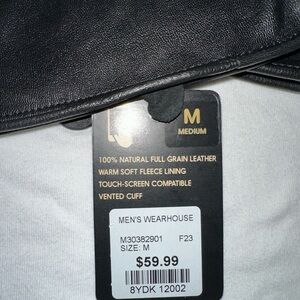 M
MEDIUM
100% NATURAL FULL GRAIN LEATHER
WARM SOFT FLEECE LINING
TOUCH-SCREEN COMPATIBLE
VENTED CUFF
MEN'S WEARHOUSE
M30382901 F23
SIZE: M
$59.99
8YDK 12002